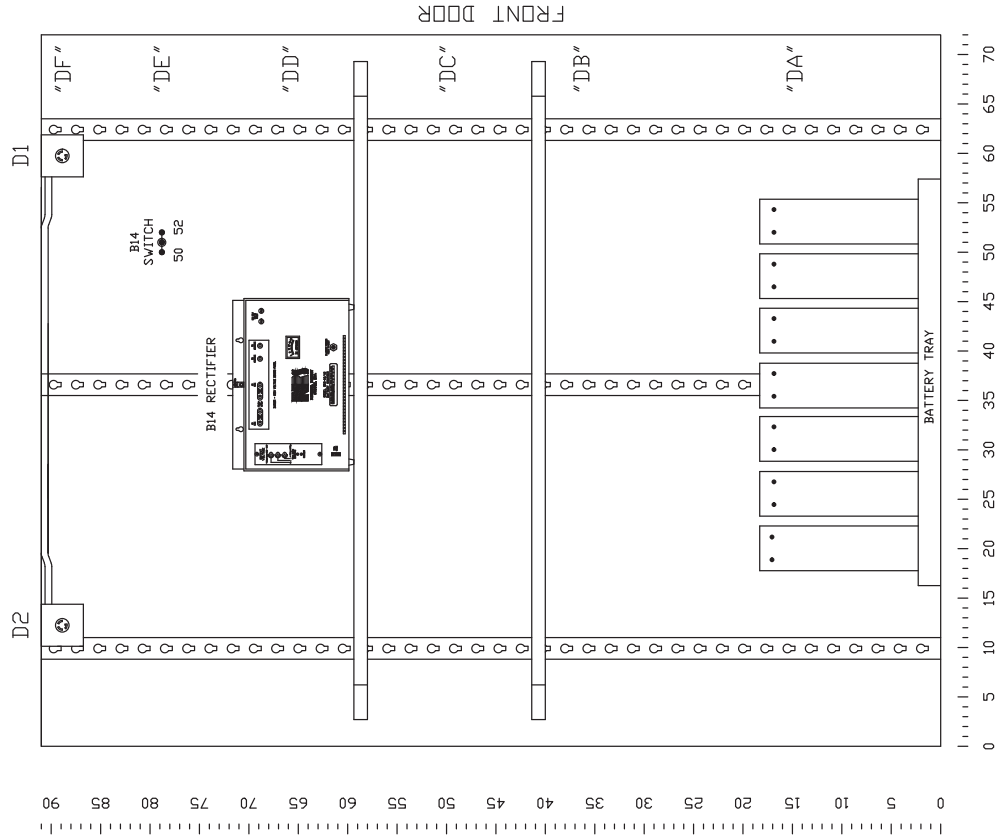 FRONT DOOR
"DF"
"DE"
"DD"
"DC"
"DB"
"DA"
D1
D2
B14
SWITCH
50 52
B14 RECTIFIER
BATTERY TRAY
0 5 10 15 20 25 30 35 40 45 50 55 60 65 70
90 85 80 75 70 65 60 55 50 45 40 35 30 25 20 15 10 5 0